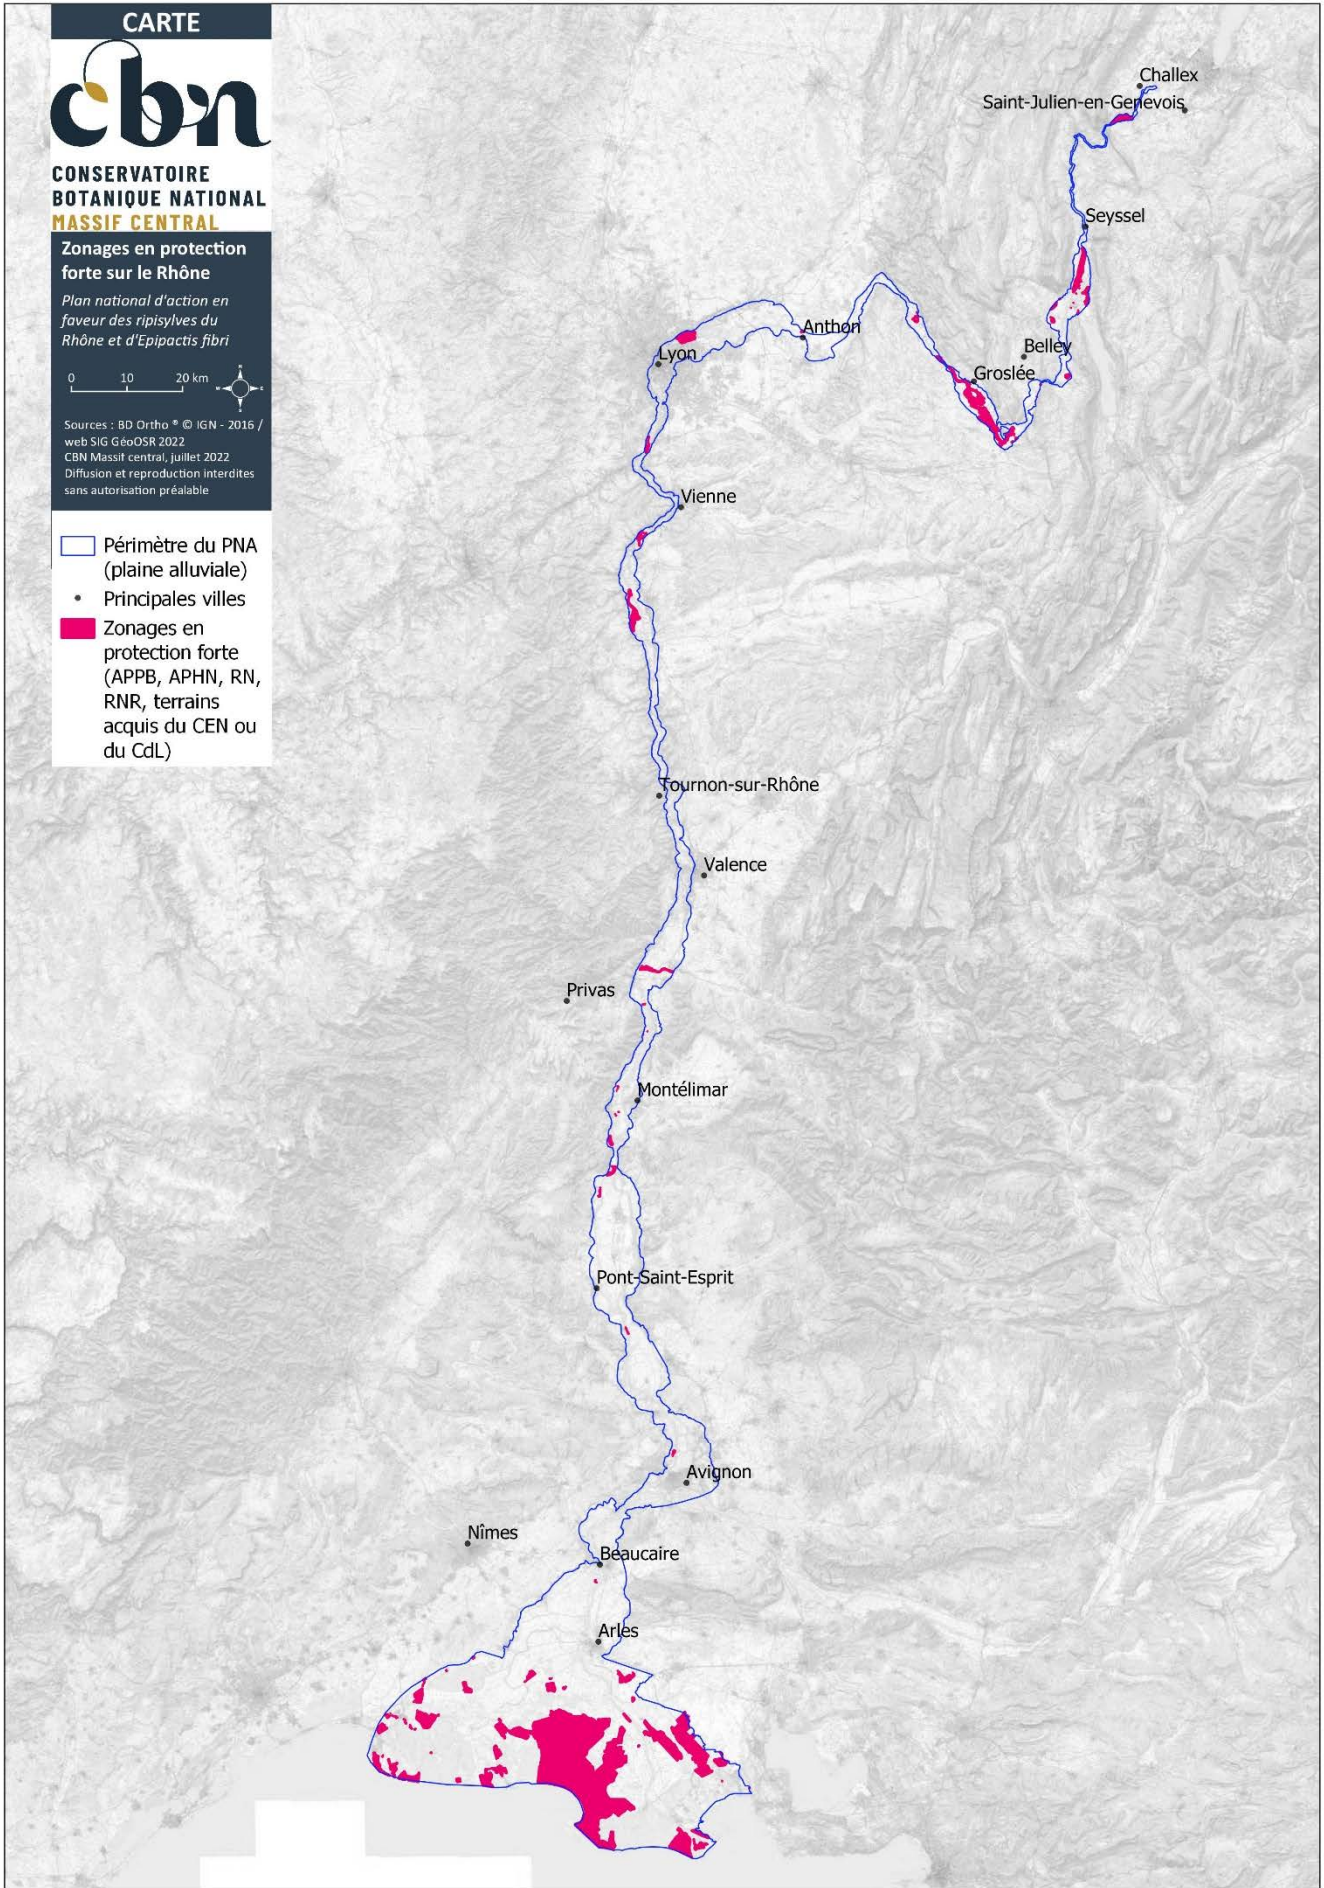 CARTE
cbn
CONSERVATOIRE
BOTANIQUE NATIONAL
MASSIF CENTRAL
Zonages en protection
forte sur le Rhône
Plan national d'action en
faveur des ripisylves du
Rhône et d'Epipactis fibri
0 10 20 km
Sources : BD Ortho ® © IGN - 2016 /
web SIG GéoOSR 2022
CBN Massif central, juillet 2022
Diffusion et reproduction interdites
sans autorisation préalable
Périmètre du PNA
(plaine alluviale)
Principales villes
Zonages en
protection forte
(APPB, APHN, RN,
RNR, terrains
acquis du CEN ou
du CdL)
Challex
Saint-Julien-en-Genevois
Seyssel
Anthon
Belley
Lyon
Groslée
Vienne
Tournon-sur-Rhône
Valence
Privas
Montélimar
Pont-Saint-Esprit
Avignon
Nîmes
Beaucaire
Arles